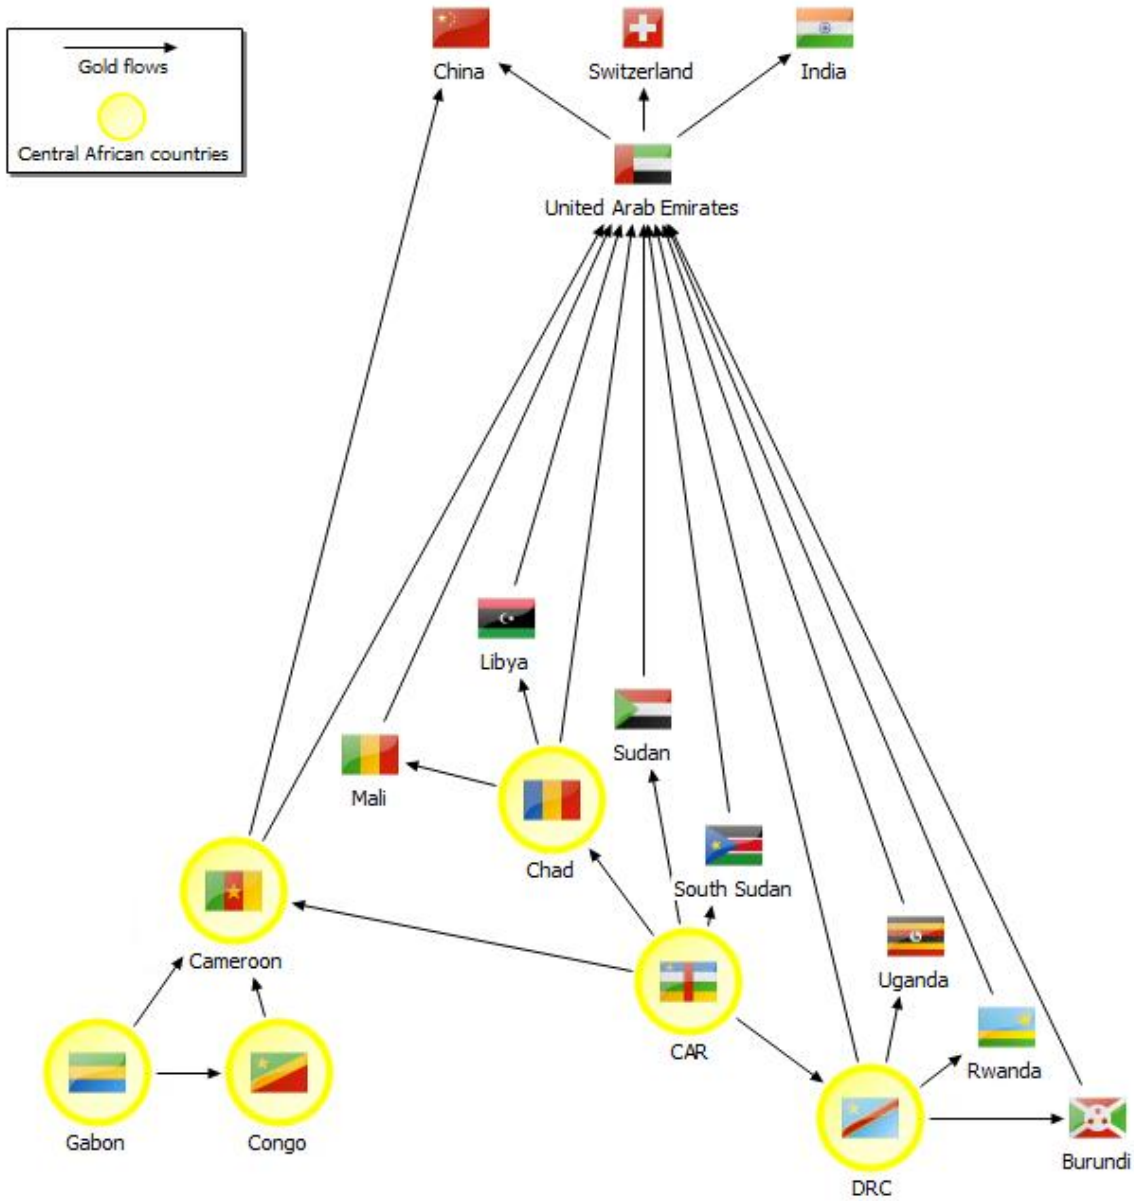 China
Switzerland
India
Gold flows
Central African countries
United Arab Emirates
Libya
Sudan
Mali
Chad
South Sudan
Cameroon
Uganda
CAR
Rwanda
Gabon
Congo
Burundi
DRC